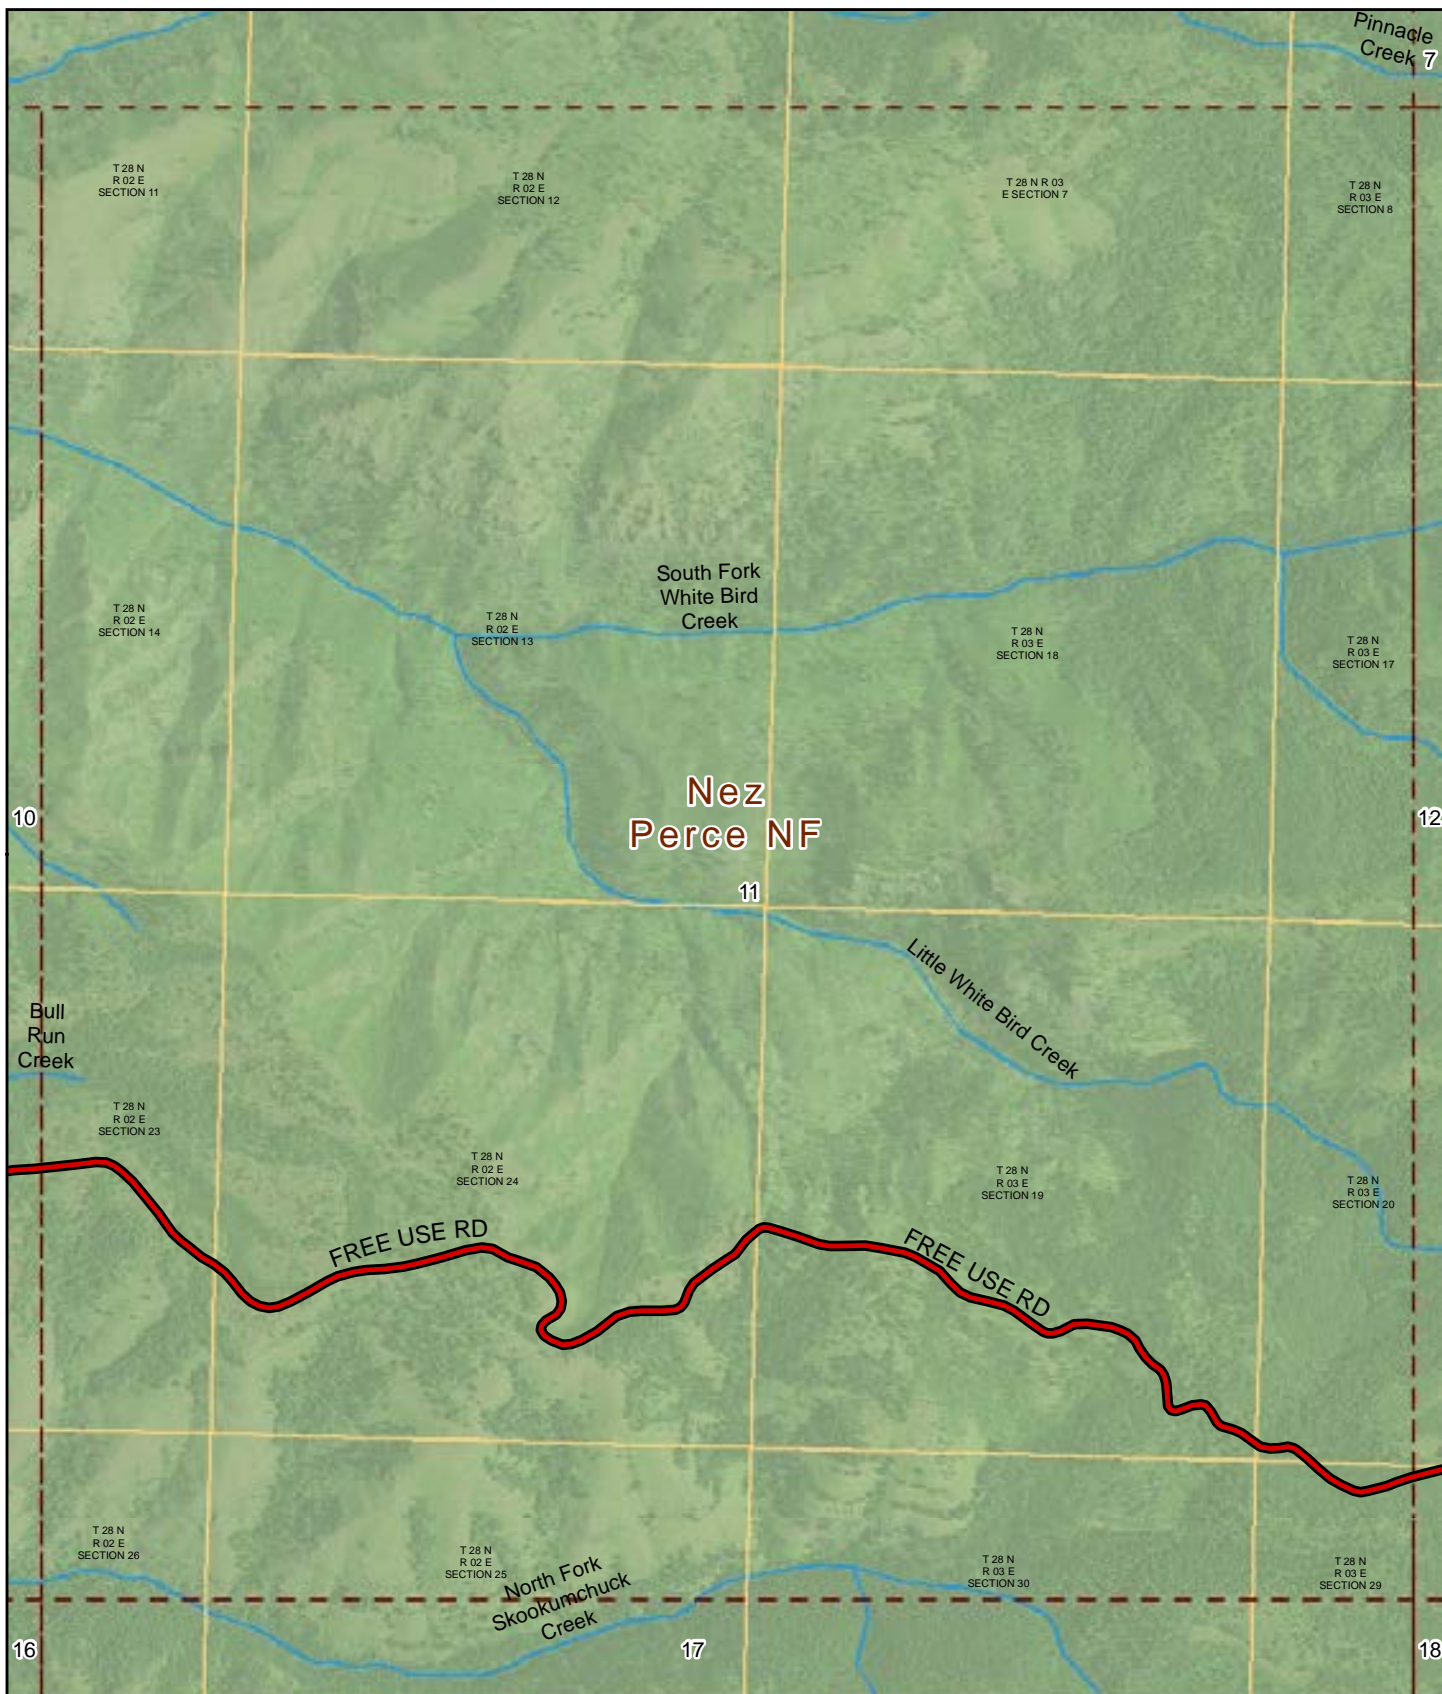 Pinnacle
Creek
7
T 28 N
R 02 E
SECTION 11
T 28 N
R 02 E
SECTION 12
T 28 N R 03
E SECTION 7
T 28 N
R 03 E
SECTION 8
South Fork
White Bird
Creek
T 28 N
R 02 E
SECTION 14
T 28 N
R 02 E
SECTION 13
T 28 N
R 03 E
SECTION 18
T 28 N
R 03 E
SECTION 17
Nez
Perce NF
10
12
11
Little White Bird Creek
Bull
Run
Creek
T 28 N
R 02 E
SECTION 23
T 28 N
R 02 E
SECTION 24
T 28 N
R 03 E
SECTION 19
T 28 N
R 03 E
SECTION 20
FREE USE RD
FREE USE RD
T 28 N
R 02 E
SECTION 26
T 28 N
R 02 E
SECTION 25
T 28 N
R 03 E
SECTION 30
T 28 N
R 03 E
SECTION 29
North Fork
Skookumchuck
Creek
16
17
18